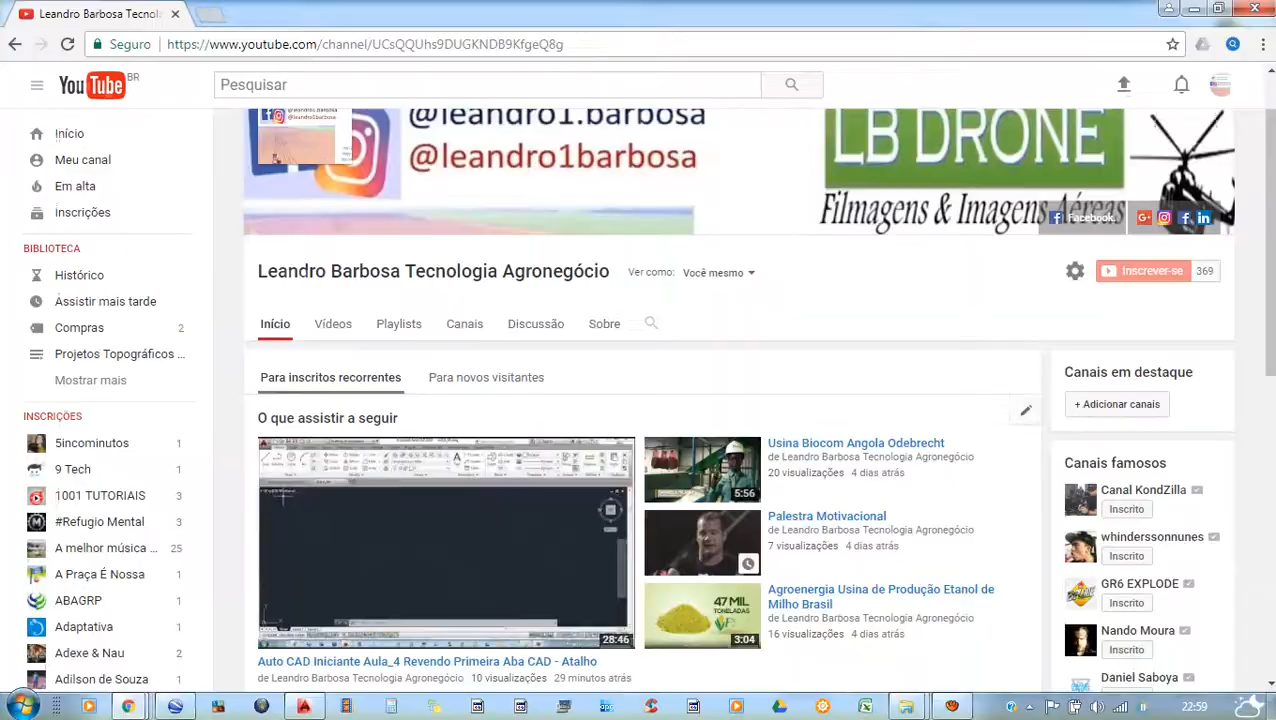 Leandro Barbosa Tecnol
Seguro https://www.youtube.com/channel/UCsQQUhs9DUGKNDB9KfgeQ8g
YouTube BR
Pesquisar
@leandro1.barbosa
@leandro1barbosa
LB DRONE
Filmagens & Imagens Aéreas
Facebook
Início
Meu canal
Em alta
Inscrições
BIBLIOTECA
Histórico
Assistir mais tarde
Compras 2
Projetos Topográficos ...
Mostrar mais
INSCRIÇÕES
5incominutos 1
9 Tech 1
1001 TUTORIAIS 3
#Refugio Mental 3
A melhor música ... 25
A Praça É Nossa 1
ABAGRP 1
Adaptativa 1
Adexe & Nau 2
Adilson de Souza 1
Leandro Barbosa Tecnologia Agronegócio
Ver como: Você mesmo
Inscrever-se 369
Início Vídeos Playlists Canais Discussão Sobre
Para inscritos recorrentes Para novos visitantes
O que assistir a seguir
28:46
Auto CAD Iniciante Aula_4 Revendo Primeira Aba CAD - Atalho
de Leandro Barbosa Tecnologia Agronegócio 10 visualizações 29 minutos atrás
5:56
Usina Biocom Angola Odebrecht
de Leandro Barbosa Tecnologia Agronegócio
20 visualizações 4 dias atrás
Palestra Motivacional
de Leandro Barbosa Tecnologia Agronegócio
7 visualizações 4 dias atrás
47 MIL
TONELADAS
3:04
Agroenergia Usina de Produção Etanol de
Milho Brasil
de Leandro Barbosa Tecnologia Agronegócio
16 visualizações 4 dias atrás
Canais em destaque
+ Adicionar canais
Canais famosos
Canal KondZilla
Inscrito
whinderssonnunes
Inscrito
GR6 EXPLODE
Inscrito
Nando Moura
Inscrito
Daniel Saboya
22:59